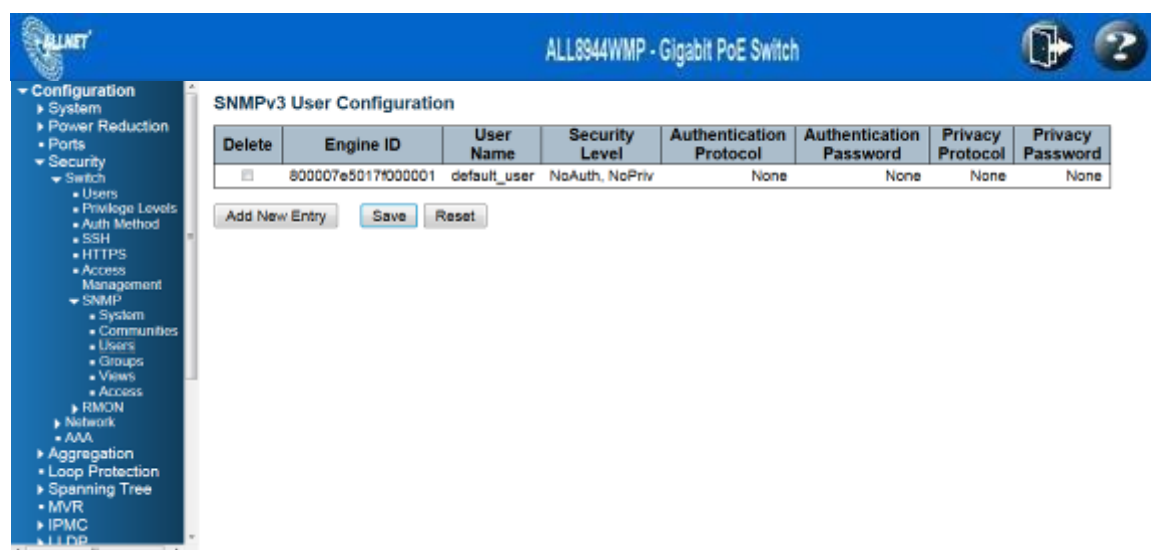 ALLNET
ALL8944WMP - Gigabit PoE Switch
?
Configuration
System
Power Reduction
Ports
Security
Switch
Users
Privilege Levels
Auth Method
SSH
HTTPS
Access
Management
SNMP
System
Communities
Users
Groups
Views
Access
RMON
Network
AAA
Aggregation
Loop Protection
Spanning Tree
MVR
IPMC
LLDP
SNMPv3 User Configuration
Delete Engine ID User Name Security Level Authentication Protocol Authentication Password Privacy Protocol Privacy Password
800007e5017f000001 default_user NoAuth, NoPriv None None None None
Add New Entry Save Reset